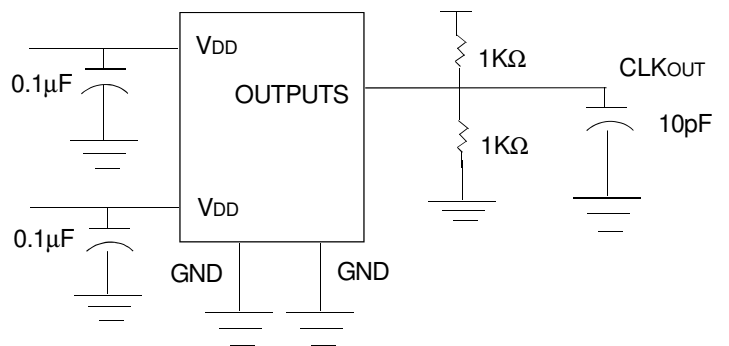 VDD
1KΩ
CLKOUT
0.1μF
OUTPUTS
10pF
1KΩ
VDD
0.1μF
GND
GND